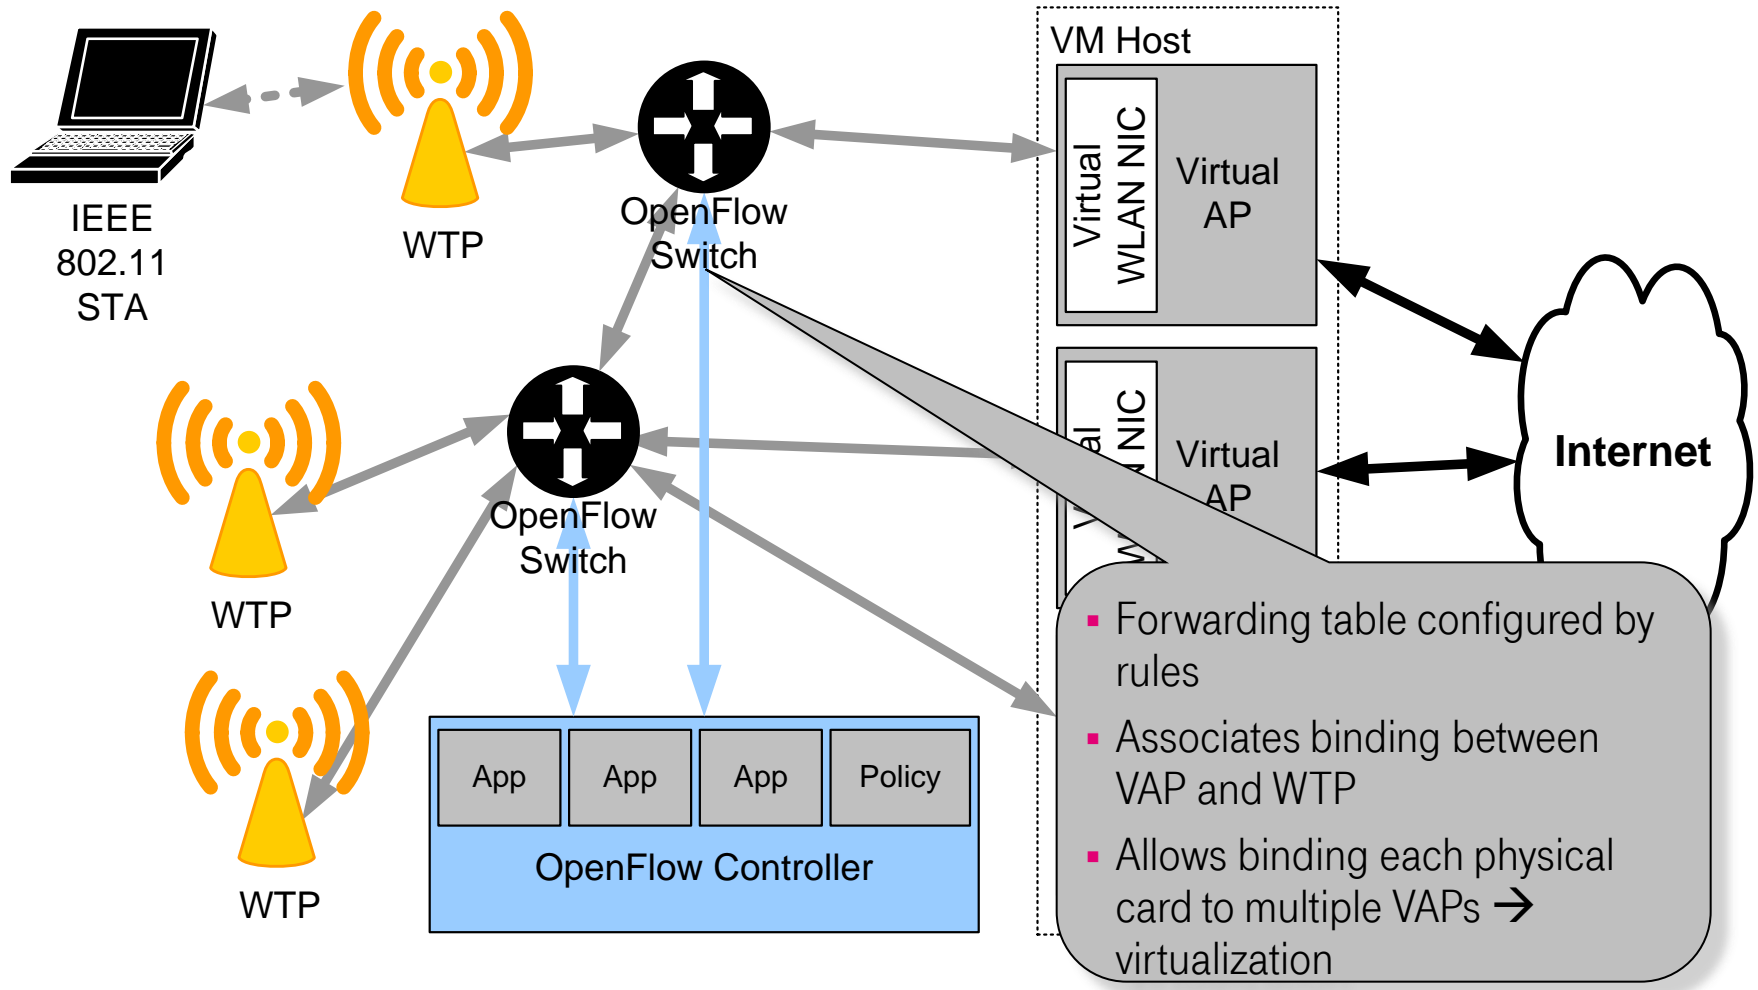 VM Host
Virtual
WLAN NIC
Virtual
AP
IEEE
802.11
STA
WTP
OpenFlow
Switch
NIC
Virtual
AP
Internet
OpenFlow
Switch
WTP
WTP
App
App
App
Policy
OpenFlow Controller
▪ Forwarding table configured by
rules
▪ Associates binding between
VAP and WTP
▪ Allows binding each physical
card to multiple VAPs →
virtualization